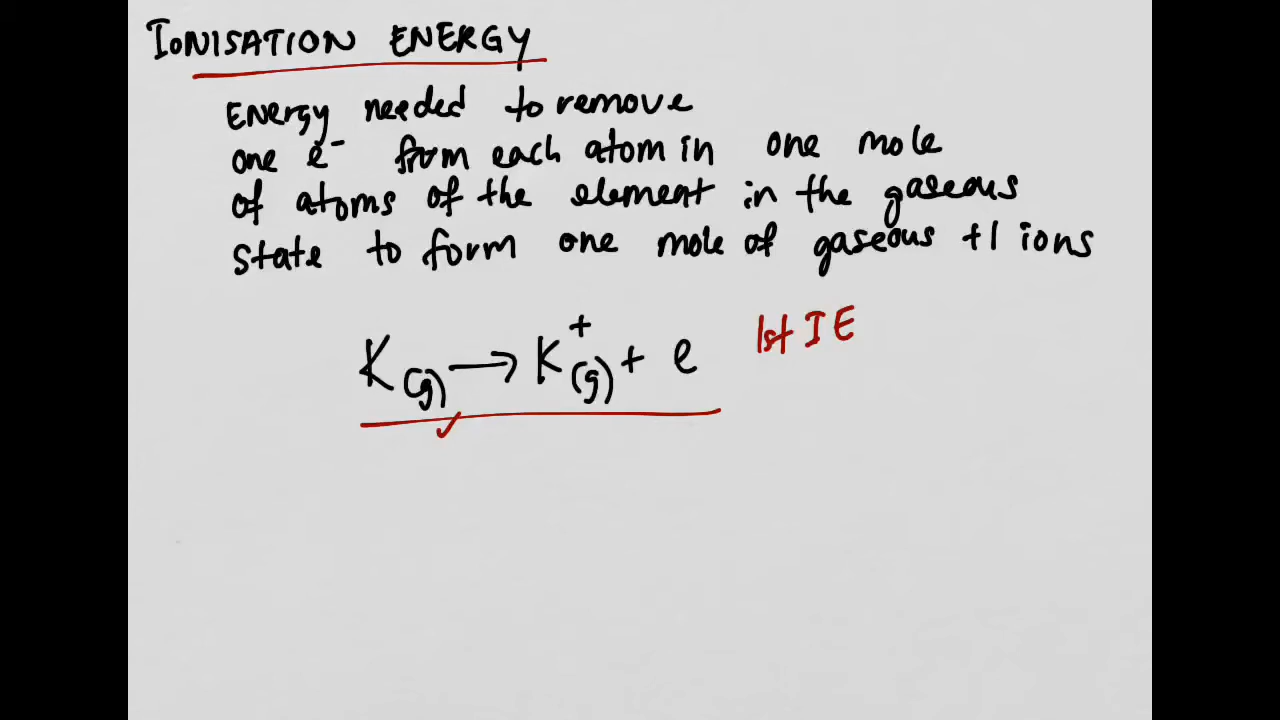 IONISATION ENERGY
Energy needed to remove
one e⁻ from each atom in one mole
of atoms of the element in the gaseous
state to form one mole of gaseous +1 ions
K(g) → K⁺(g) + e 1st IE